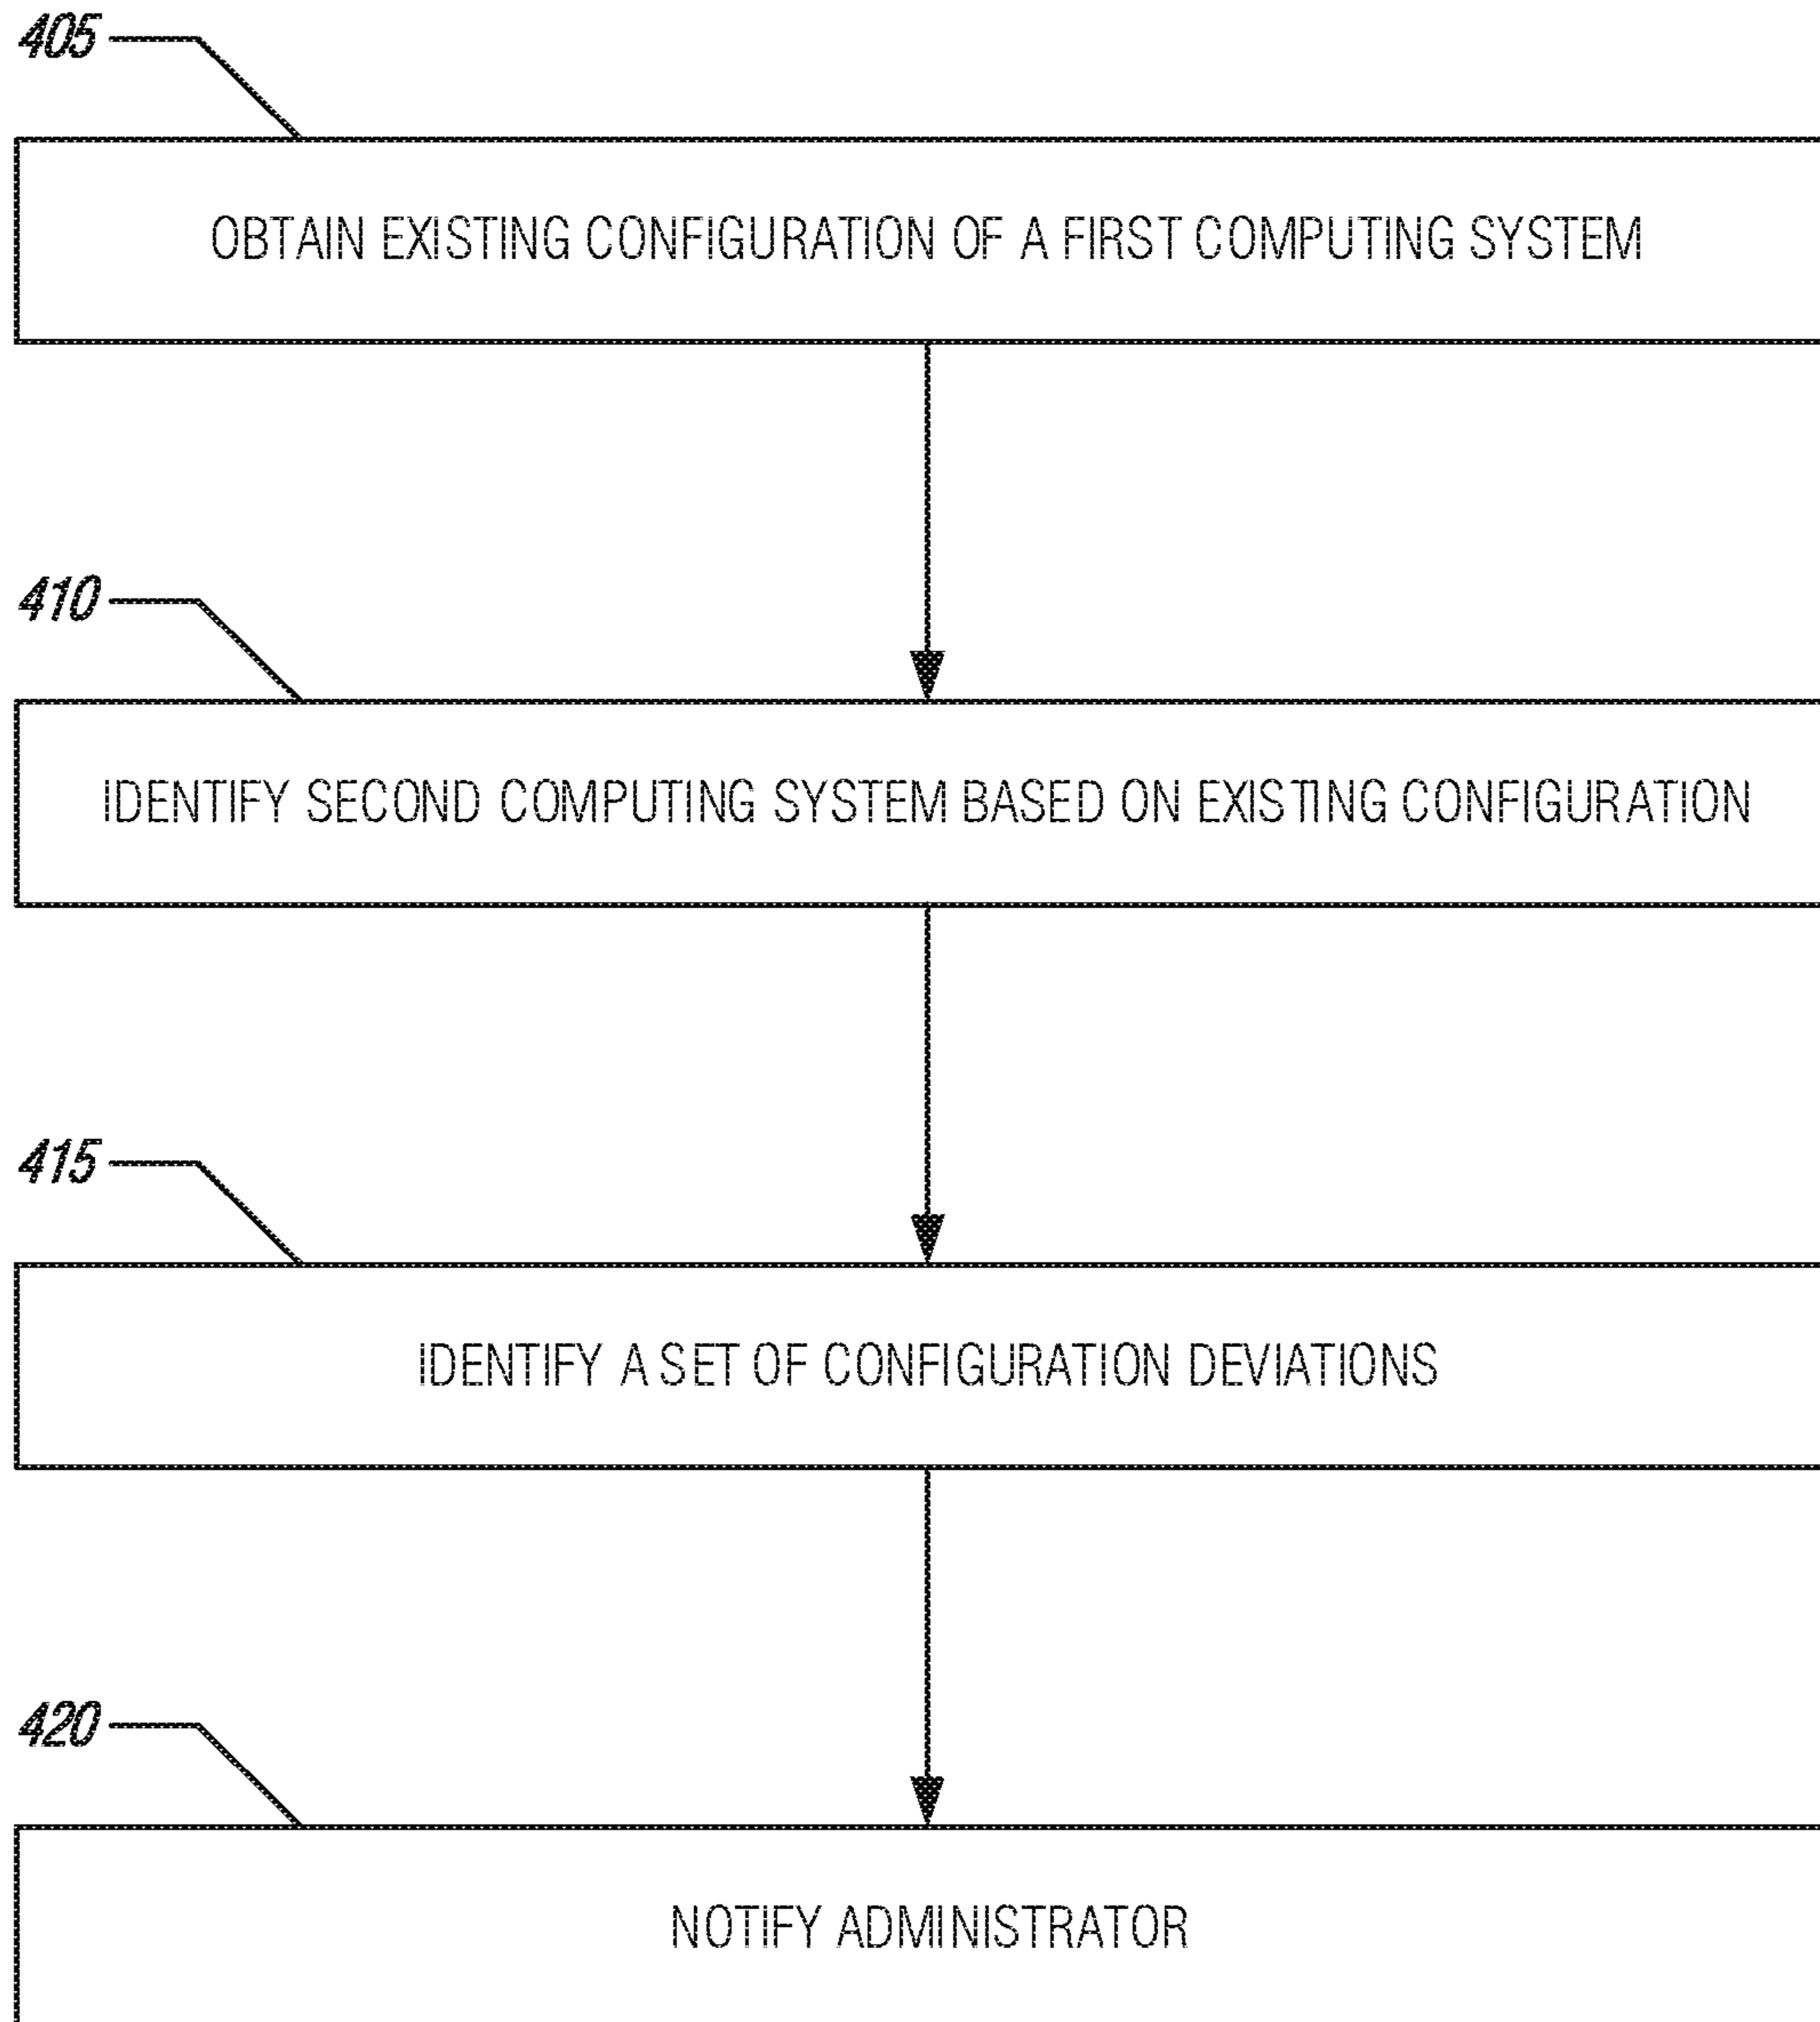 405
OBTAIN EXISTING CONFIGURATION OF A FIRST COMPUTING SYSTEM
410
IDENTIFY SECOND COMPUTING SYSTEM BASED ON EXISTING CONFIGURATION
415
IDENTIFY A SET OF CONFIGURATION DEVIATIONS
420
NOTIFY ADMINISTRATOR